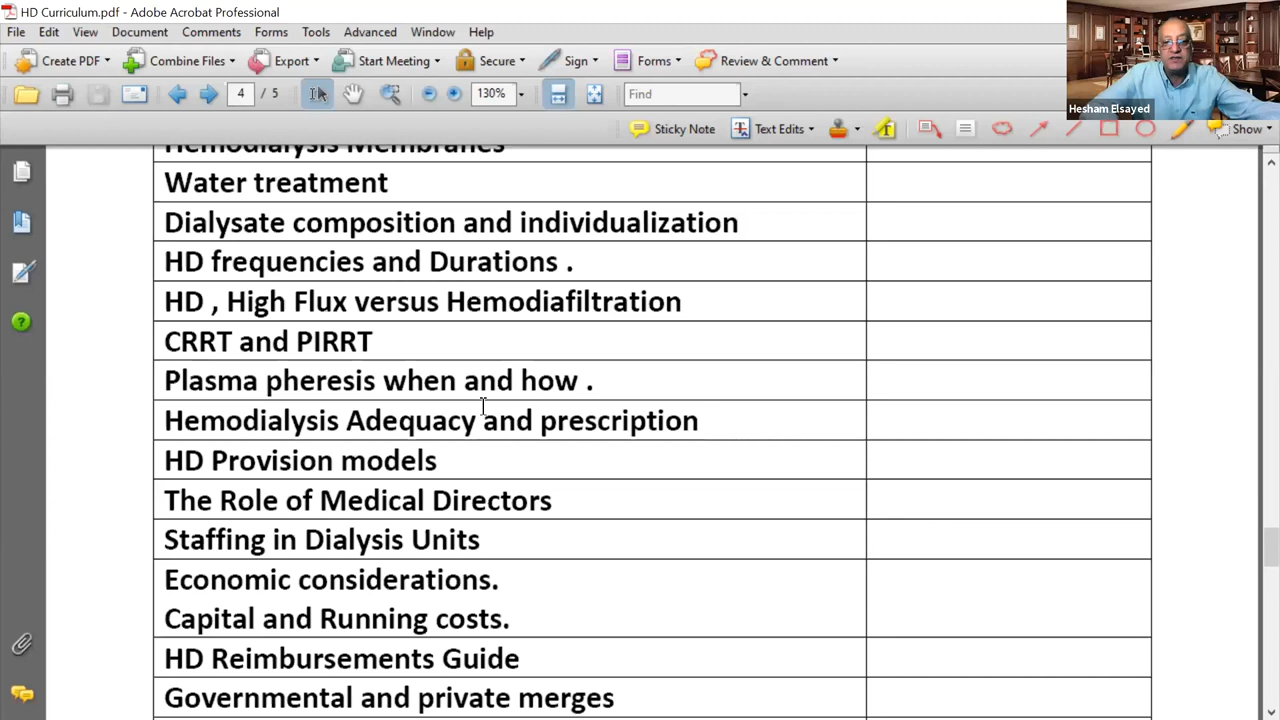 HD Curriculum.pdf - Adobe Acrobat Professional
File Edit View Document Comments Forms Tools Advanced Window Help
Create PDF Combine Files Export Start Meeting Secure Sign Forms Review & Comment
4 / 5 130% Find
Hesham Elsayed
Sticky Note Text Edits Show
Hemodialysis Membranes
Water treatment
Dialysate composition and individualization
HD frequencies and Durations .
HD , High Flux versus Hemodiafiltration
CRRT and PIRRT
Plasma pheresis when and how .
Hemodialysis Adequacy and prescription
HD Provision models
The Role of Medical Directors
Staffing in Dialysis Units
Economic considerations.
Capital and Running costs.
HD Reimbursements Guide
Governmental and private merges